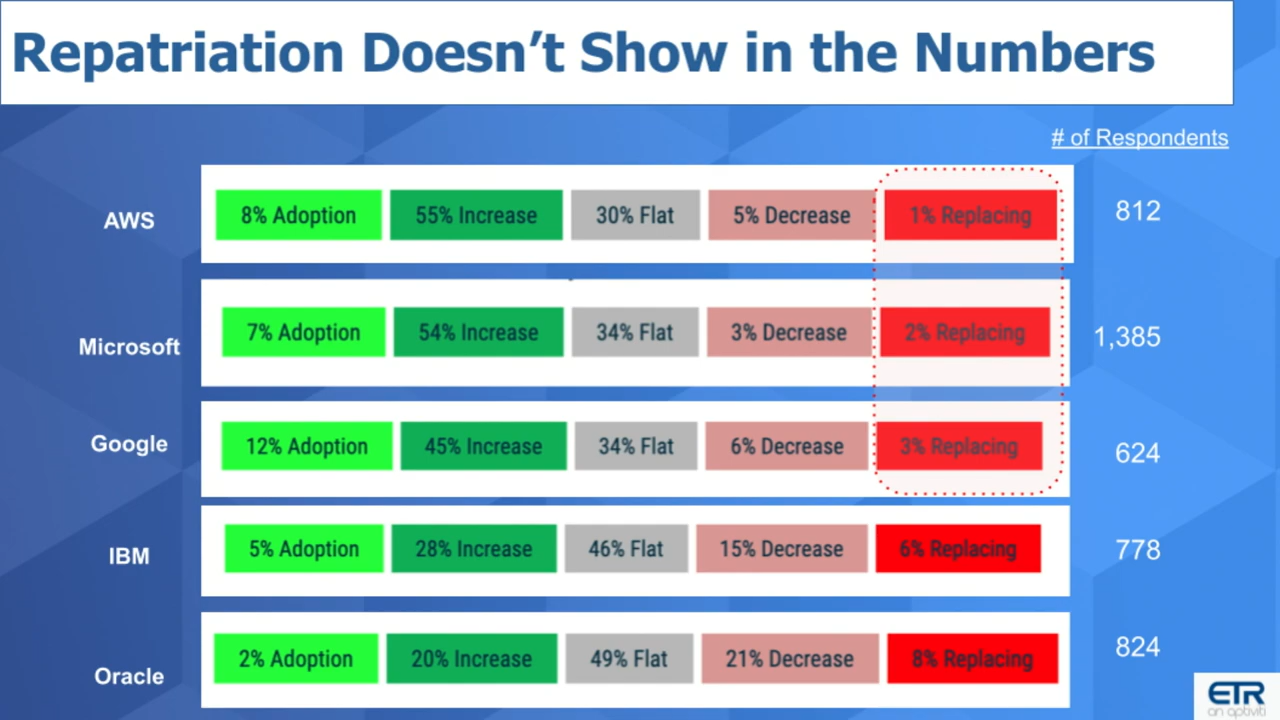 Repatriation Doesn't Show in the Numbers
# of Respondents
AWS 8% Adoption 55% Increase 30% Flat 5% Decrease 1% Replacing 812
Microsoft 7% Adoption 54% Increase 34% Flat 3% Decrease 2% Replacing 1,385
Google 12% Adoption 45% Increase 34% Flat 6% Decrease 3% Replacing 624
IBM 5% Adoption 28% Increase 46% Flat 15% Decrease 6% Replacing 778
Oracle 2% Adoption 20% Increase 49% Flat 21% Decrease 8% Replacing 824
ETR
an aptiviti